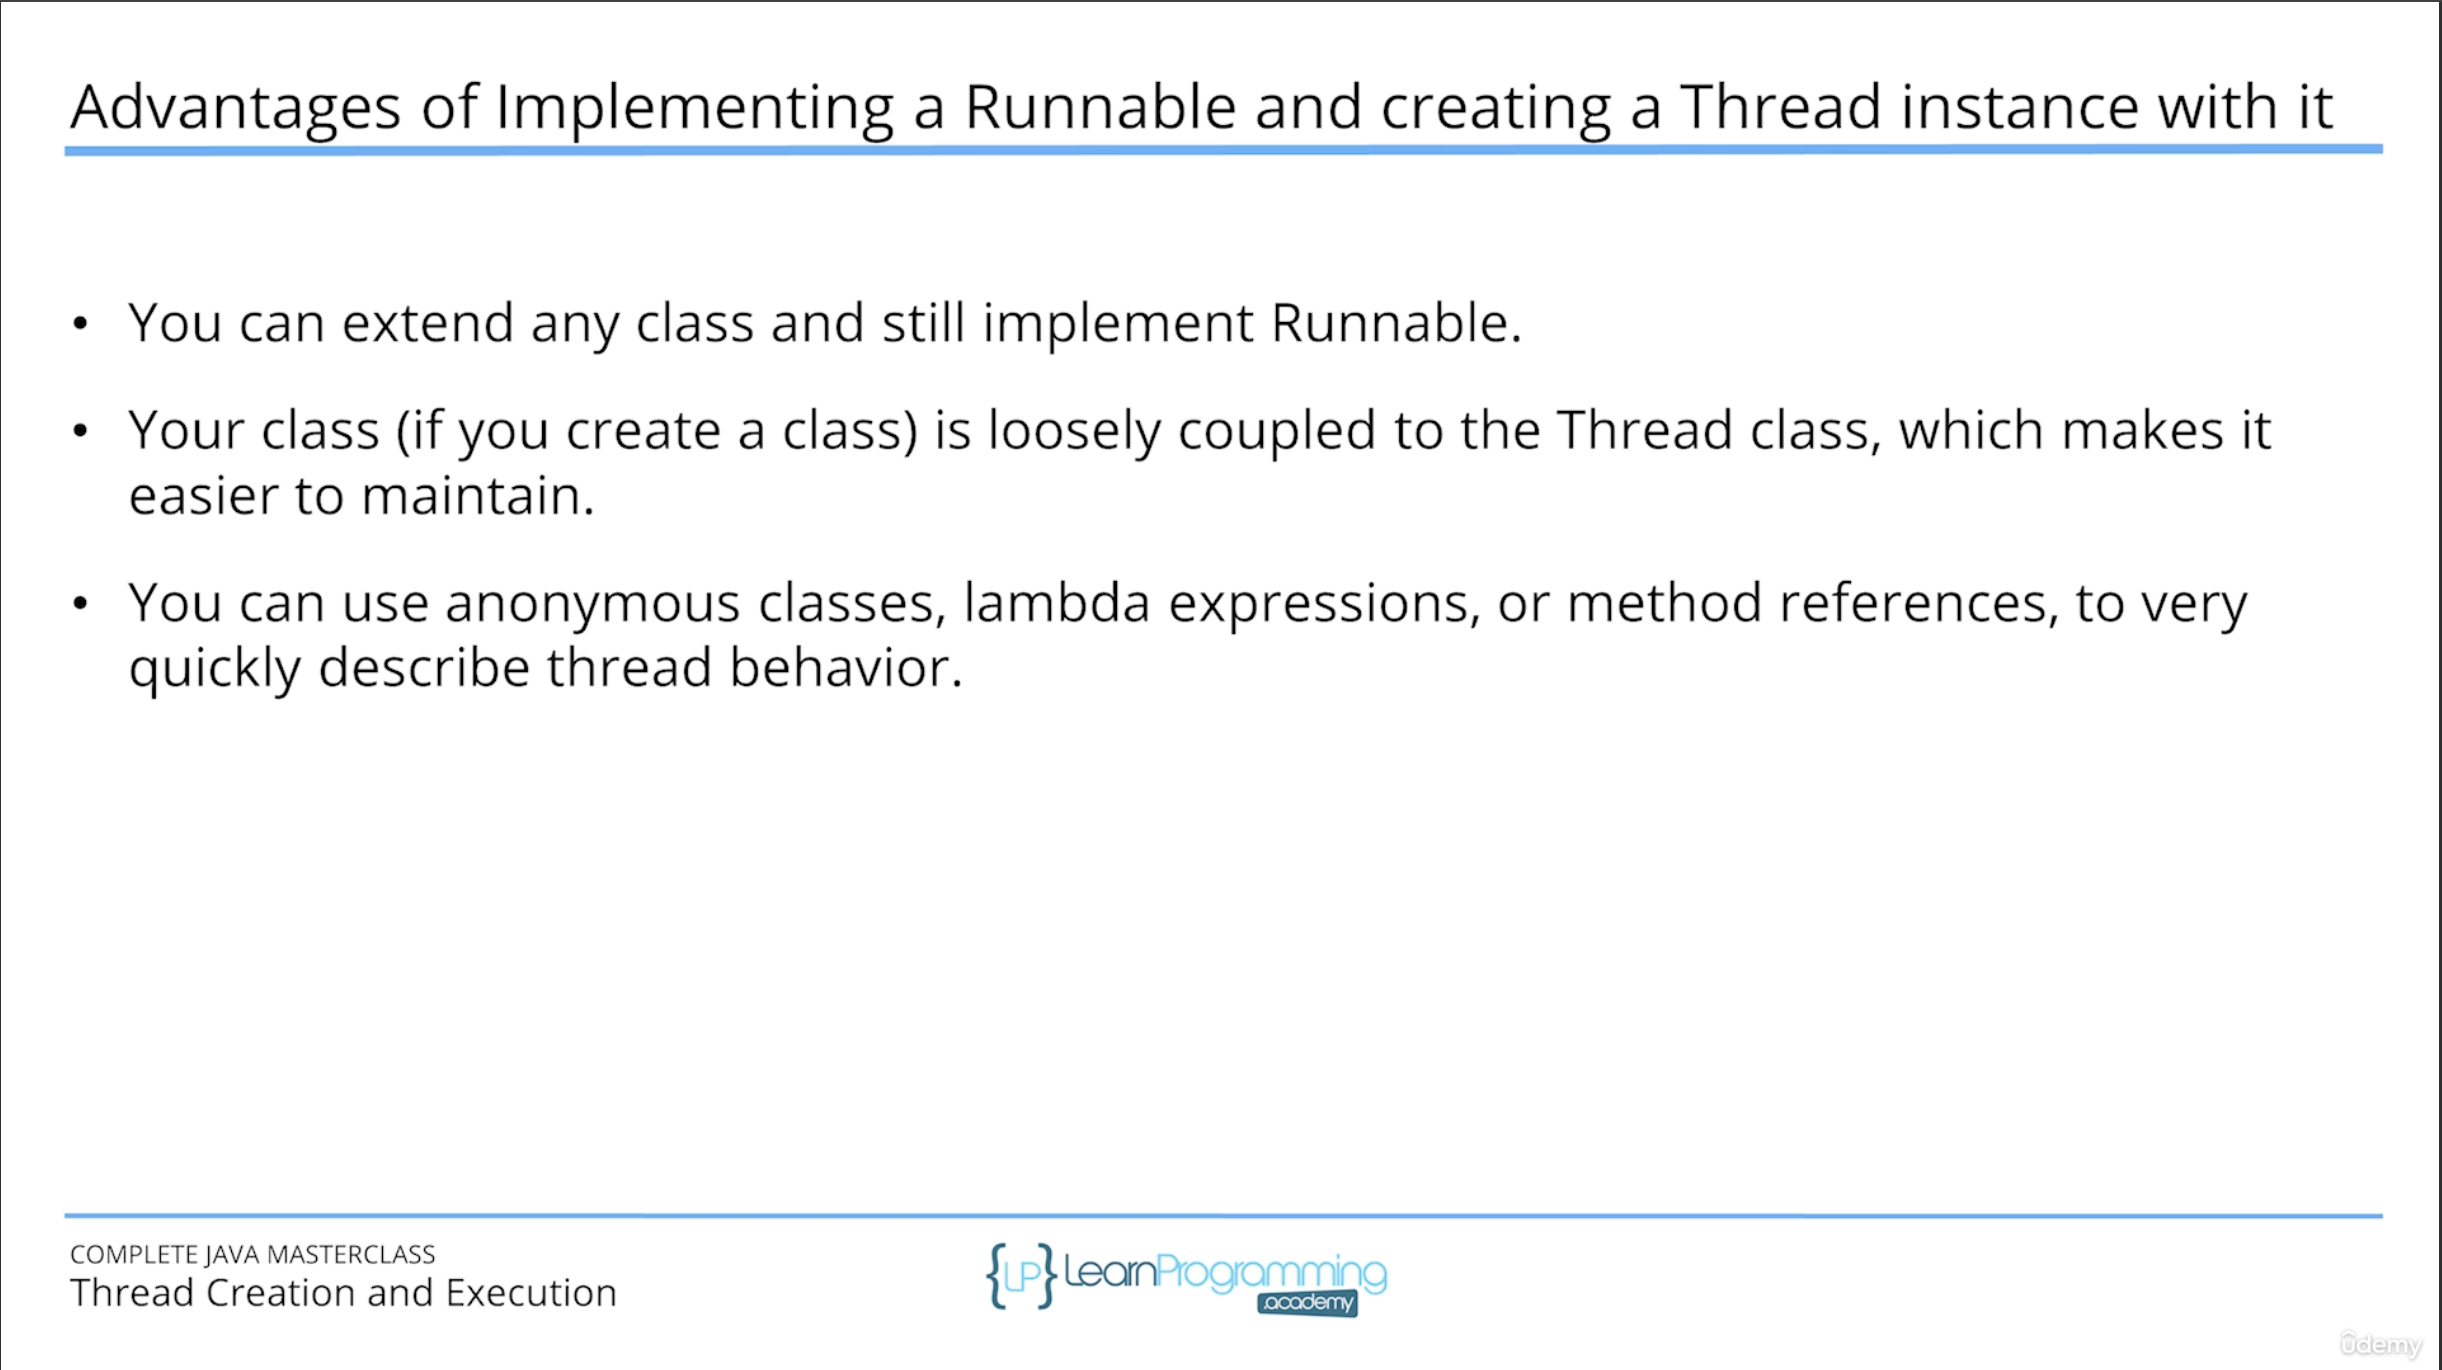 Advantages of Implementing a Runnable and creating a Thread instance with it
• You can extend any class and still implement Runnable.
• Your class (if you create a class) is loosely coupled to the Thread class, which makes it
easier to maintain.
• You can use anonymous classes, lambda expressions, or method references, to very
quickly describe thread behavior.
COMPLETE JAVA MASTERCLASS
Thread Creation and Execution
{LP} LearnProgramming
.academy
ûdemy